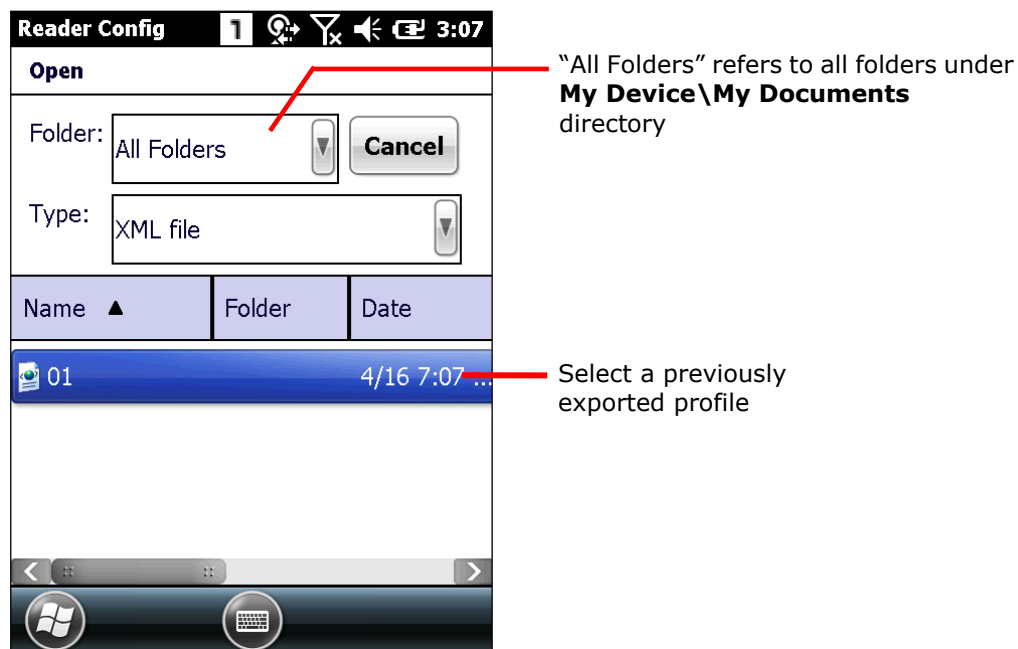 Reader Config 1 3:07
Open
Folder: All Folders Cancel
Type: XML file
Name ▲ Folder Date
01 4/16 7:07 ...
“All Folders” refers to all folders under
My Device\My Documents
directory
Select a previously
exported profile